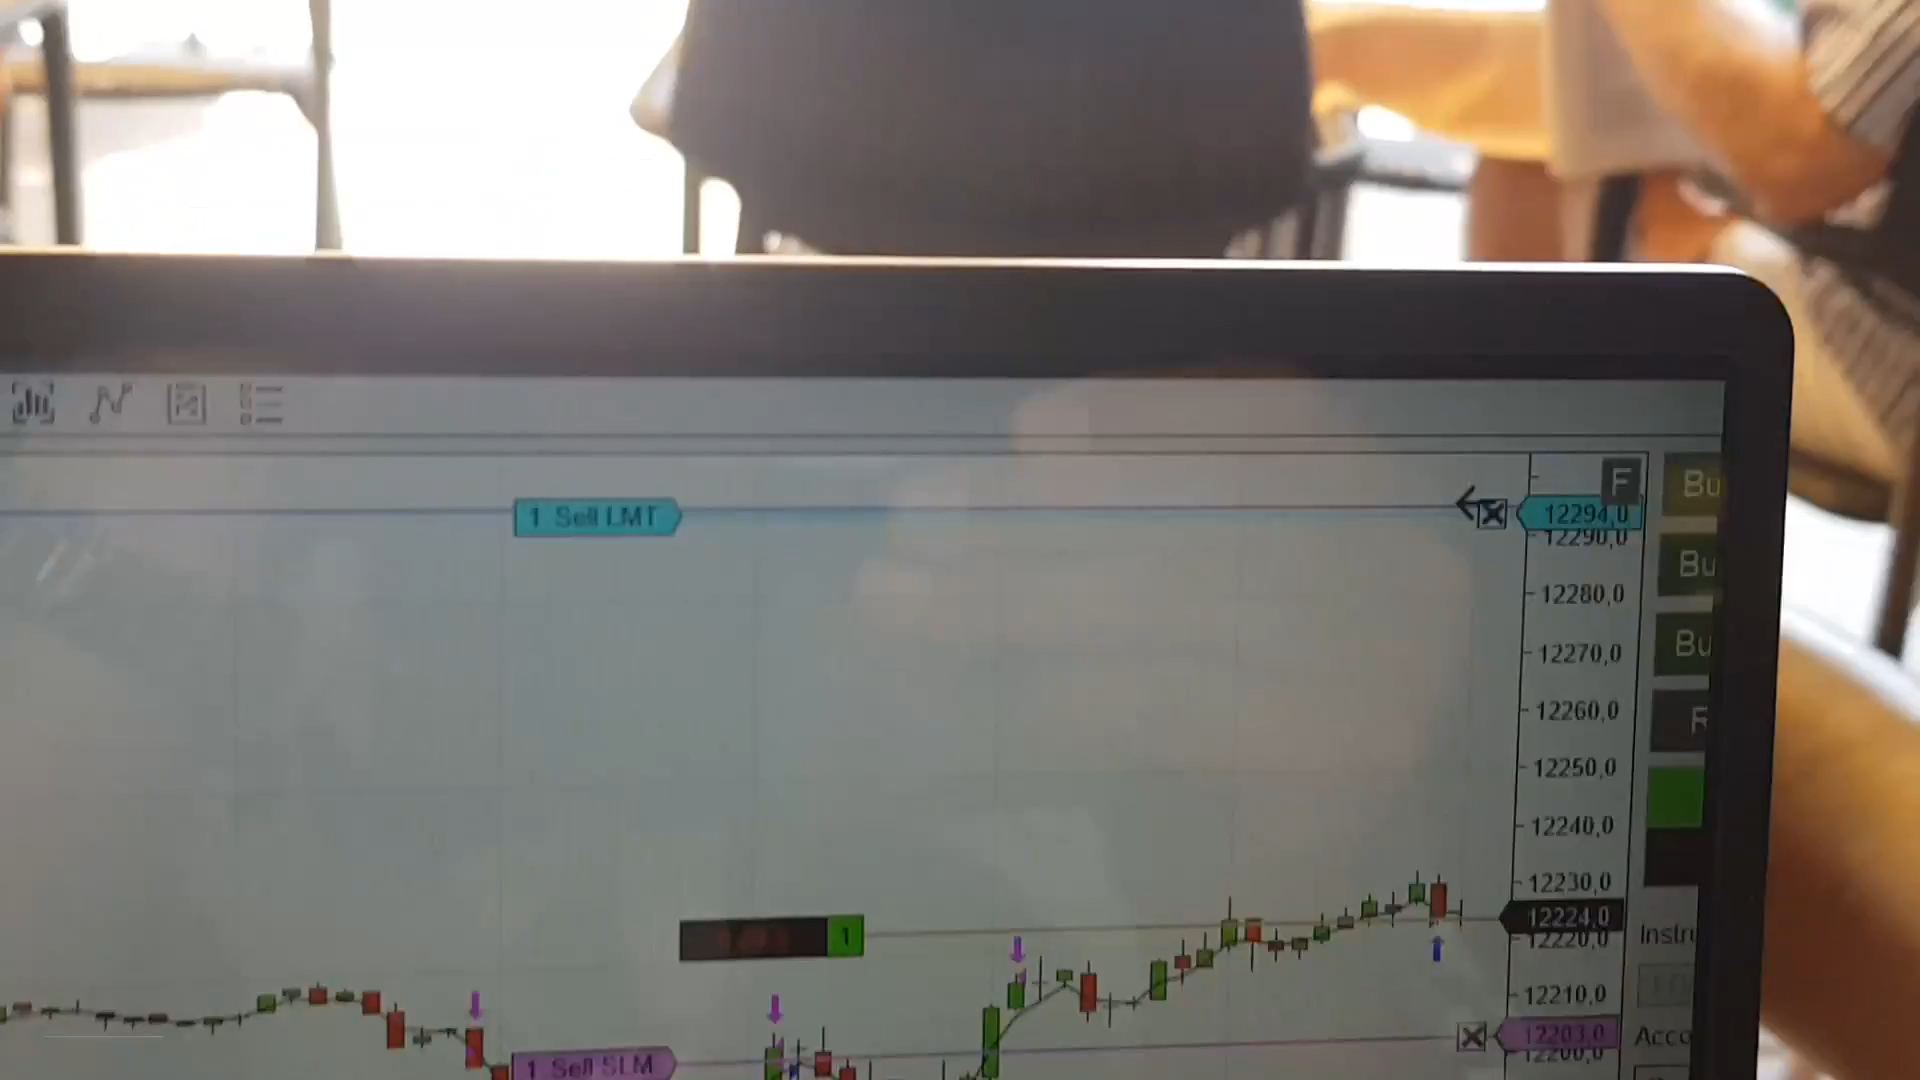 F
Bu
1 Sell LMT
12294,0
12290,0
Bu
12280,0
Bu
12270,0
12260,0
12250,0
12240,0
12230,0
12224,0
12220,0
1
Instru
12210,0
12203,0
Acco
12200,0
1 Sell SLM